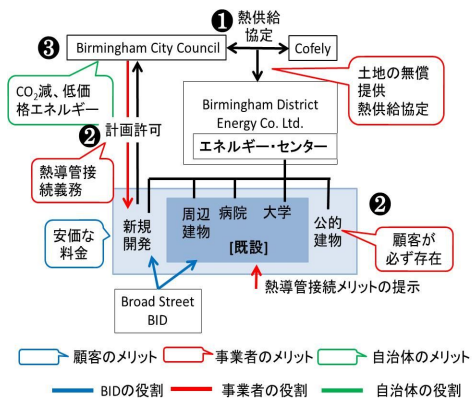 ❶ 熱供給
協定
❸ Birmingham City Council
Cofely
CO₂減、低価
格エネルギー
土地の無償
提供
熱供給協定
Birmingham District
Energy Co. Ltd.
エネルギー・センター
❷ 計画許可
熱導管接
続義務
安価な
料金
新規
開発
周辺
建物
病院
大学
[既設]
公的
建物
❷
顧客が
必ず存在
熱導管接続メリットの提示
Broad Street
BID
顧客のメリット 事業者のメリット 自治体のメリット
BIDの役割 事業者の役割 自治体の役割